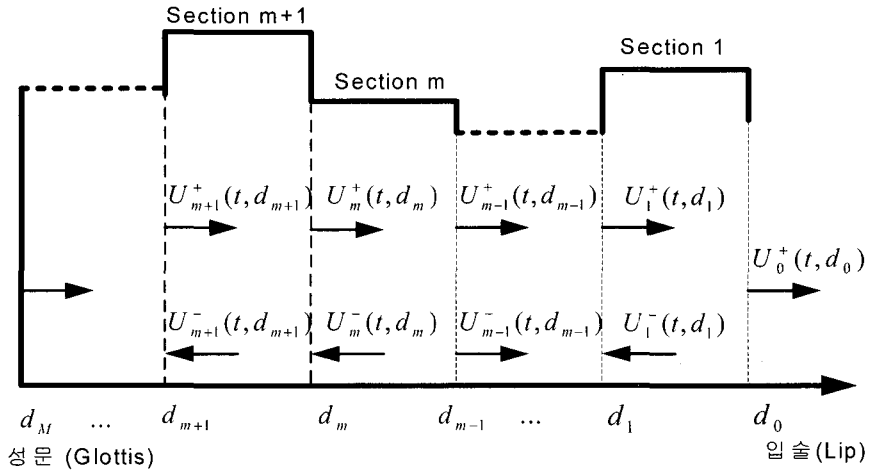 Section m+1
Section 1
Section m
U⁺ₘ₊₁(t,dₘ₊₁) U⁺ₘ(t,dₘ) U⁺ₘ₋₁(t,dₘ₋₁) U⁺₁(t,d₁)
U⁺₀(t,d₀)
U⁻ₘ₊₁(t,dₘ₊₁) U⁻ₘ(t,dₘ) U⁻ₘ₋₁(t,dₘ₋₁) U⁻₁(t,d₁)
d_M ... dₘ₊₁ dₘ dₘ₋₁ ... d₁ d₀
성문 (Glottis) 입술(Lip)